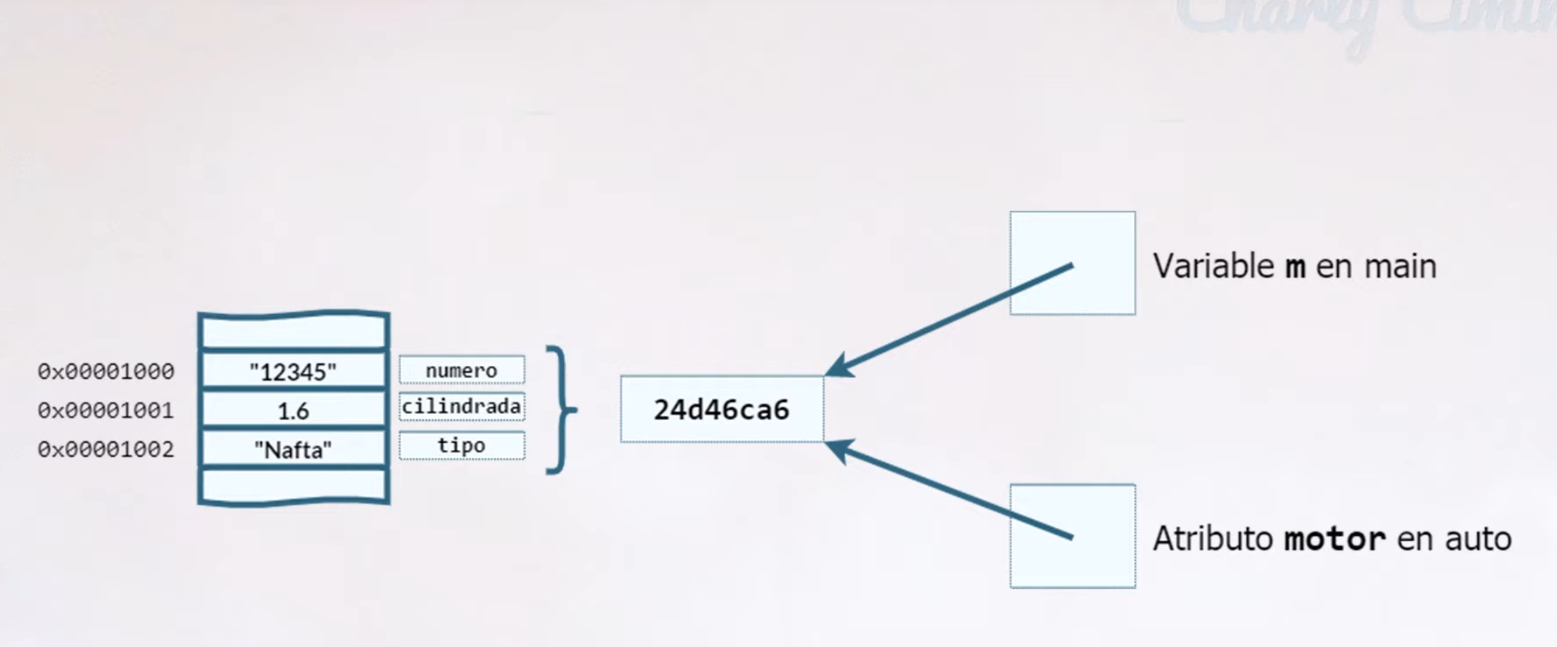 Variable m en main
0x00001000 "12345" numero
0x00001001 1.6 cilindrada
24d46ca6
0x00001002 "Nafta" tipo
Atributo motor en auto